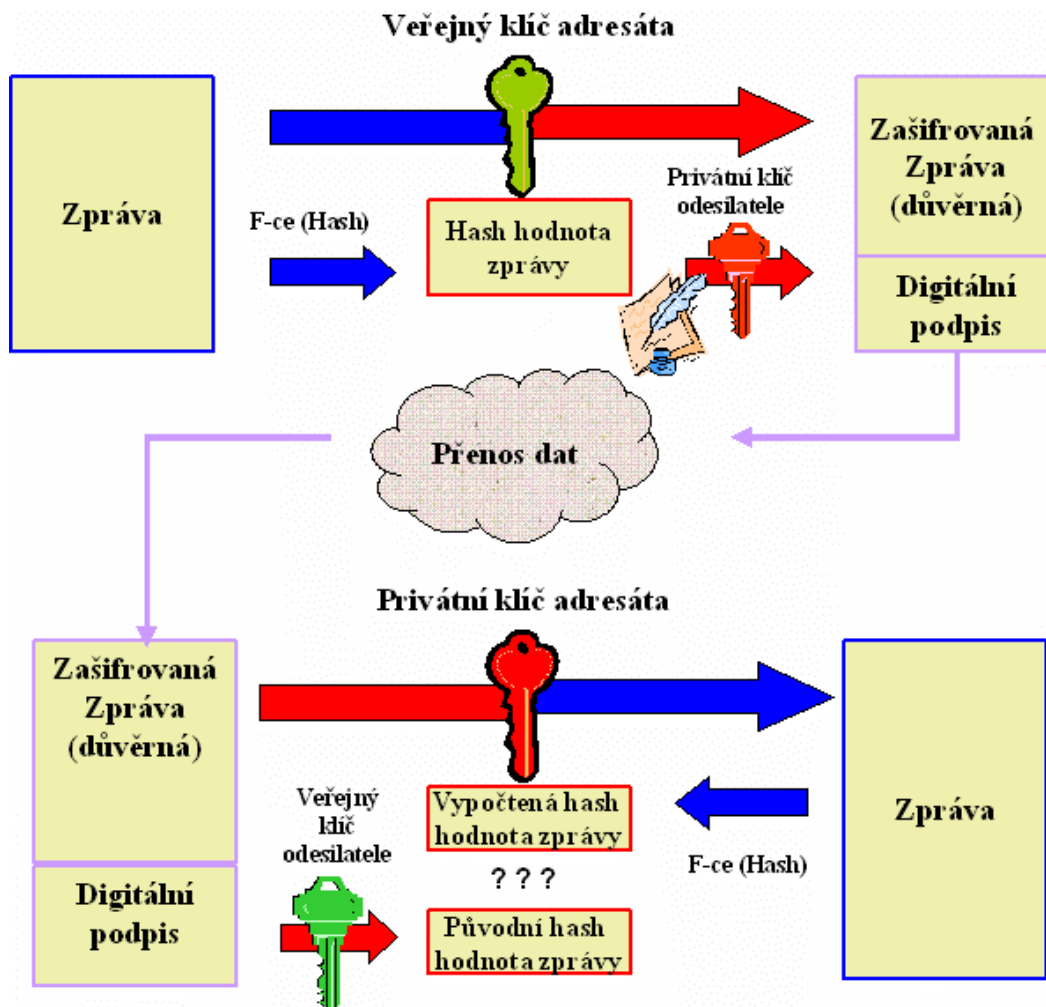 Veřejný klíč adresáta
Zpráva
F-ce (Hash)
Hash hodnota
zprávy
Privátní klíč
odesílatele
Zašifrovaná
Zpráva
(důvěrná)
Digitální
podpis
Přenos dat
Privátní klíč adresáta
Zašifrovaná
Zpráva
(důvěrná)
Digitální
podpis
Veřejný
klíč
odesílatele
Vypočtená hash
hodnota zprávy
? ? ?
Původní hash
hodnota zprávy
F-ce (Hash)
Zpráva